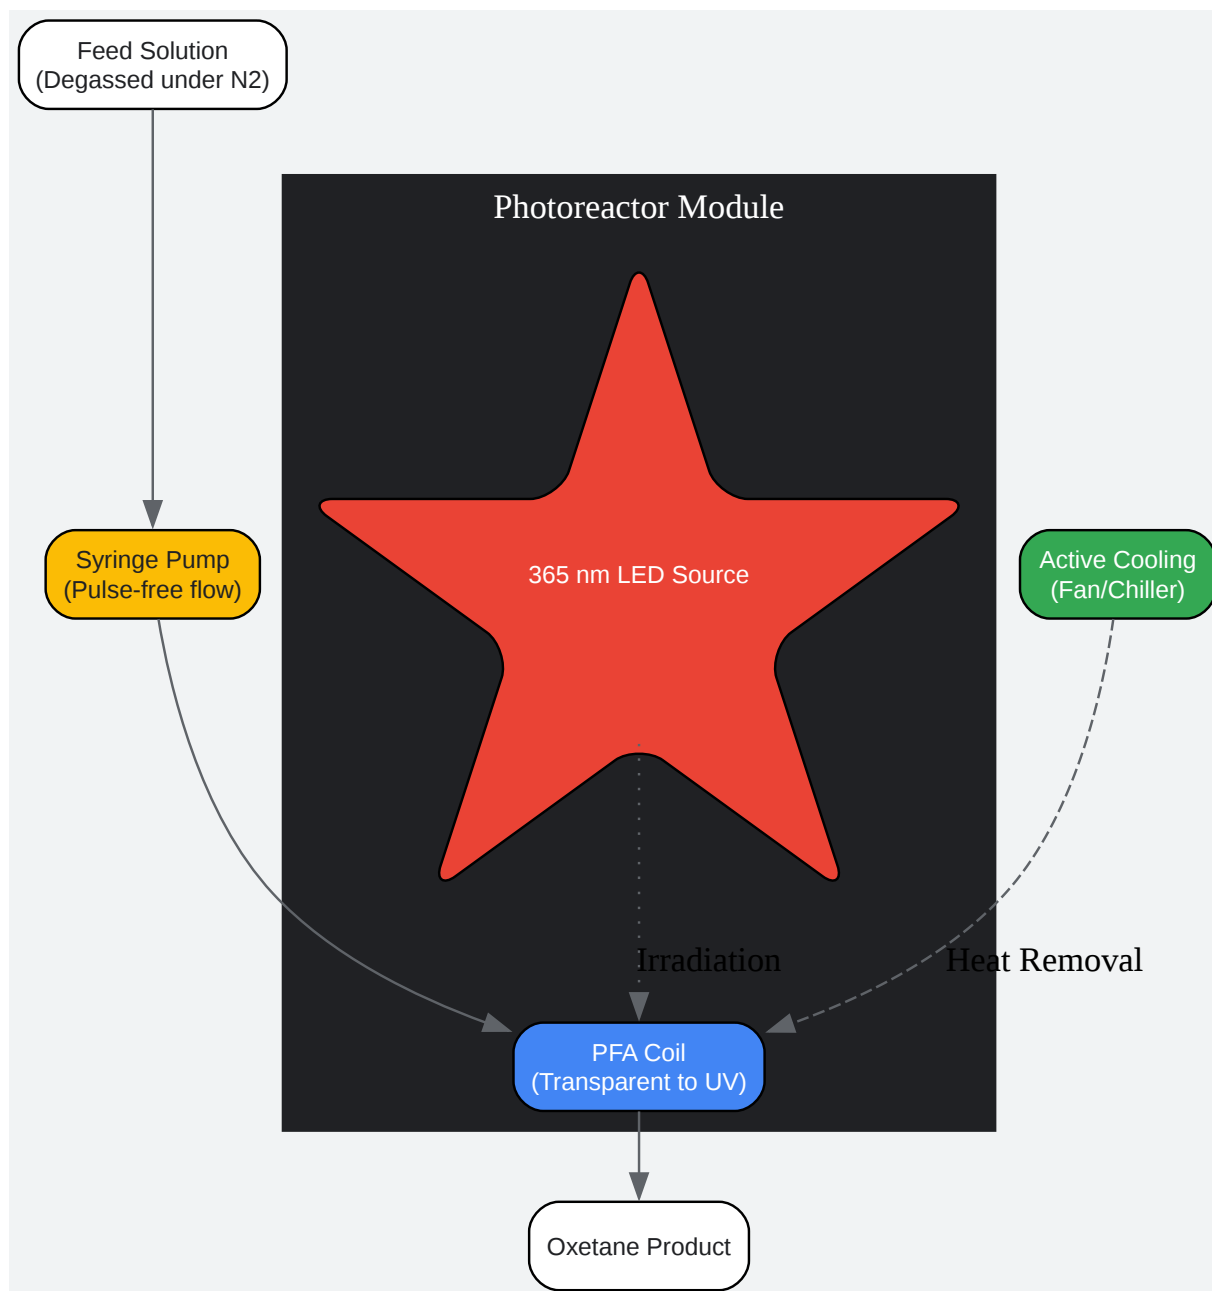 Feed Solution
(Degassed under N2)
Photoreactor Module
365 nm LED Source
Syringe Pump
(Pulse-free flow)
Active Cooling
(Fan/Chiller)
Irradiation
Heat Removal
PFA Coil
(Transparent to UV)
Oxetane Product